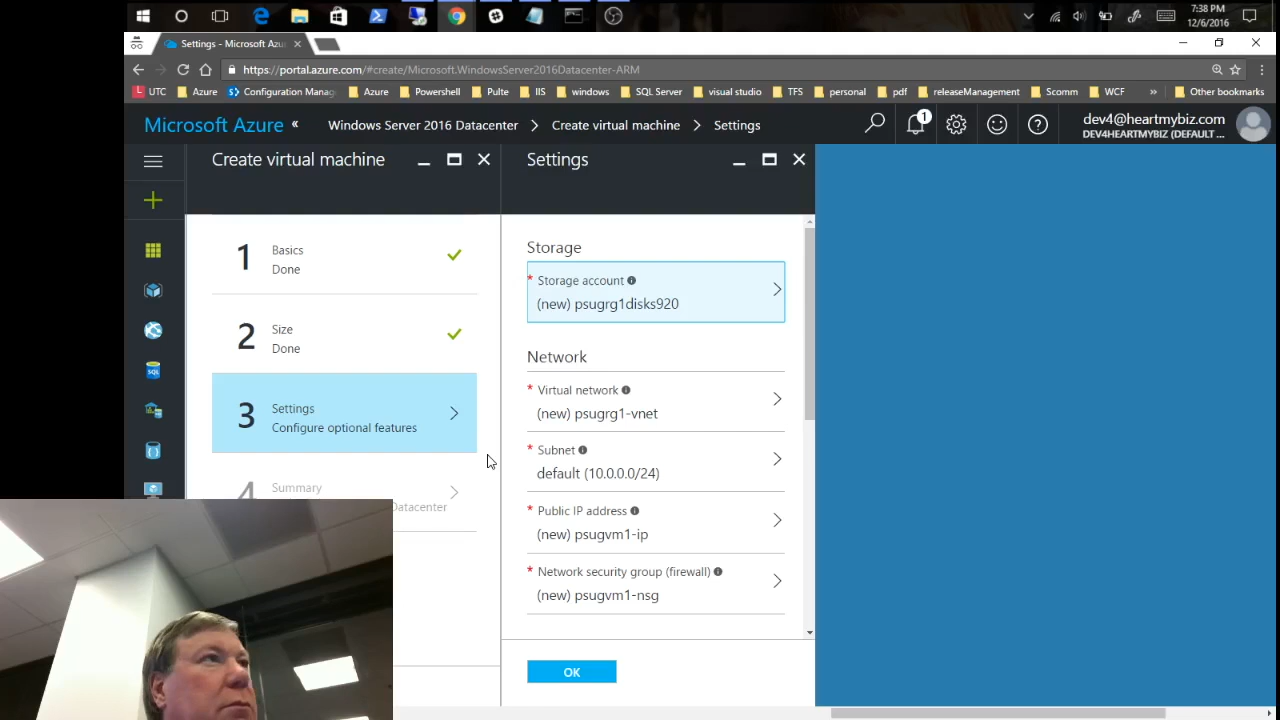 7:38 PM
12/6/2016
Settings - Microsoft Azu
https://portal.azure.com/#create/Microsoft.WindowsServer2016Datacenter-ARM
UTC Azure Configuration Manag Azure Powershell Pulte IIS windows SQL Server visual studio TFS personal pdf releaseManagement Scomm WCF » Other bookmarks
Microsoft Azure « Windows Server 2016 Datacenter > Create virtual machine > Settings
1
dev4@heartmybiz.com
DEV4HEARTMYBIZ (DEFAULT ...
Create virtual machine
1 Basics
Done
2 Size
Done
3 Settings
Configure optional features
4 Summary
Datacenter
Settings
Storage
* Storage account
(new) psugrg1disks920
Network
* Virtual network
(new) psugrg1-vnet
* Subnet
default (10.0.0.0/24)
* Public IP address
(new) psugvm1-ip
* Network security group (firewall)
(new) psugvm1-nsg
OK